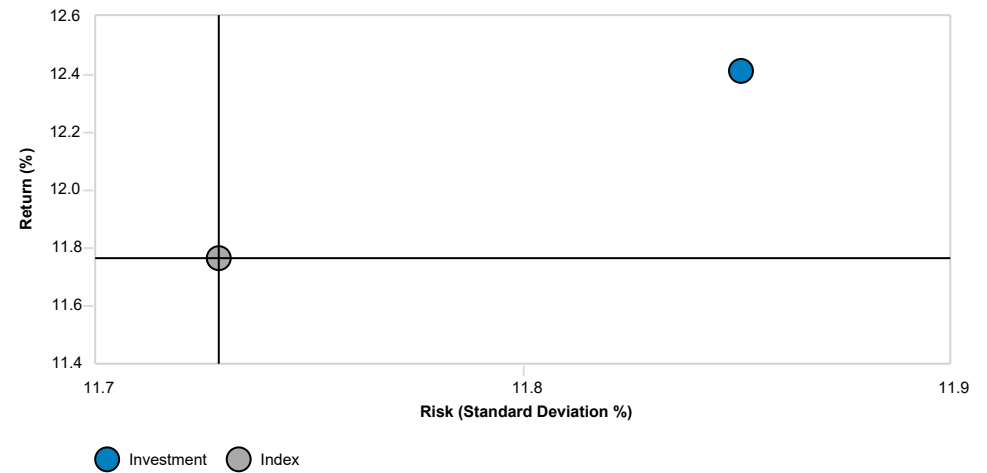 12.6
12.4
12.2
12.0
11.8
11.6
11.4
Return (%)
11.7 11.8 11.9
Risk (Standard Deviation %)
Investment Index